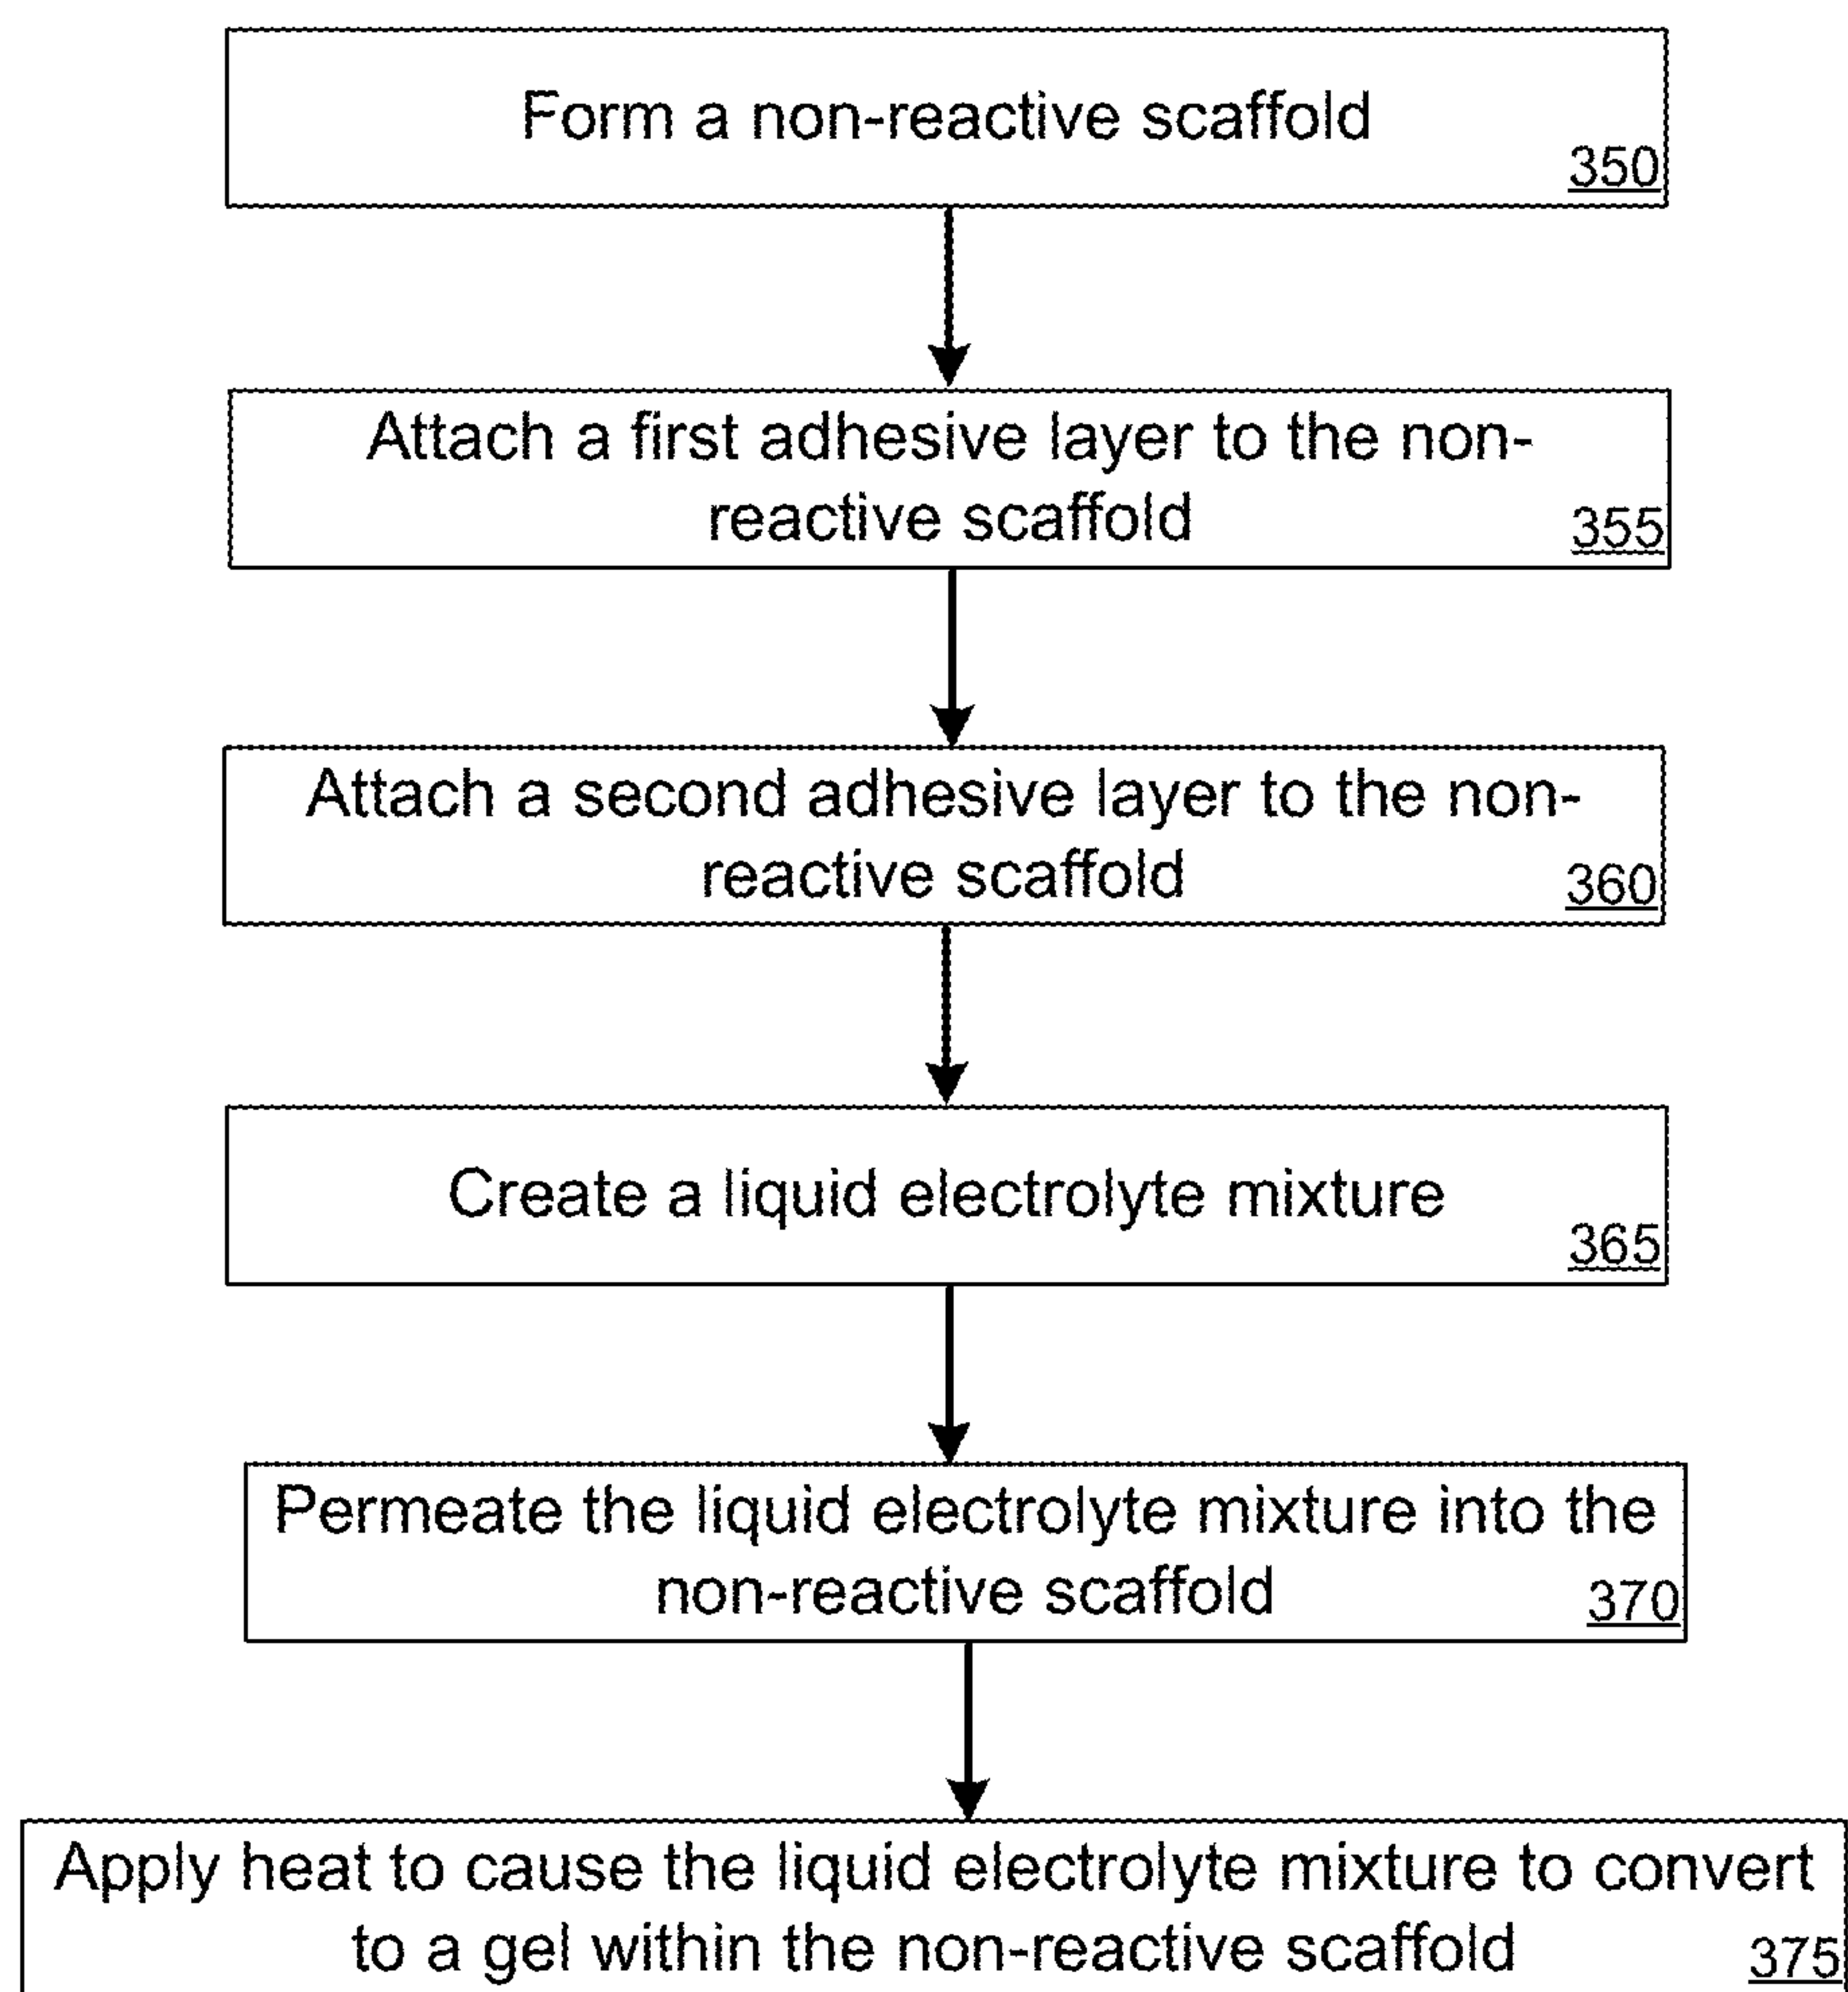 Form a non-reactive scaffold
350
Attach a first adhesive layer to the non-
reactive scaffold
355
Attach a second adhesive layer to the non-
reactive scaffold
360
Create a liquid electrolyte mixture
365
Permeate the liquid electrolyte mixture into the
non-reactive scaffold
370
Apply heat to cause the liquid electrolyte mixture to convert
to a gel within the non-reactive scaffold
375